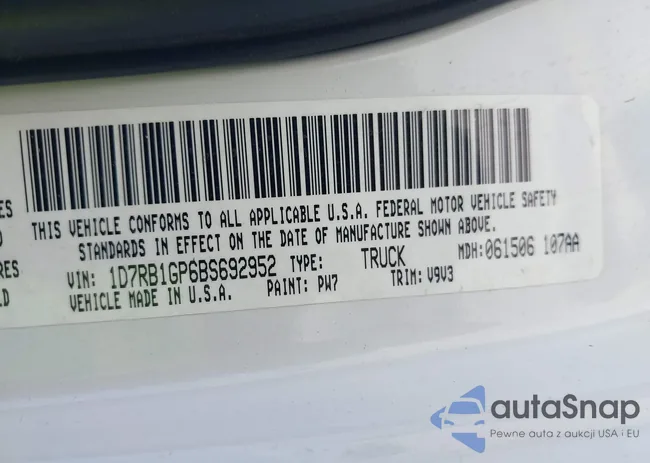 THIS VEHICLE CONFORMS TO ALL APPLICABLE U.S.A. FEDERAL MOTOR VEHICLE SAFETY
STANDARDS IN EFFECT ON THE DATE OF MANUFACTURE SHOWN ABOVE.
VIN: 1D7RB1GP6BS692952 TYPE: TRUCK MDH: 061506 107AA
VEHICLE MADE IN U.S.A. PAINT: PW7 TRIM: V9V3
autaSnap
Pewne auta z aukcji USA i EU